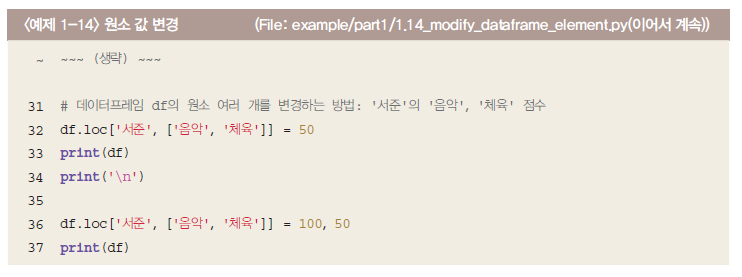 〈예제 1-14〉 원소 값 변경 (File: example/part1/1.14_modify_dataframe_element.py(이어서 계속))
~ ~~~ (생략) ~~~
31 # 데이터프레임 df의 원소 여러 개를 변경하는 방법: '서준'의 '음악', '체육' 점수
32 df.loc['서준', ['음악', '체육']] = 50
33 print(df)
34 print('\n')
35
36 df.loc['서준', ['음악', '체육']] = 100, 50
37 print(df)